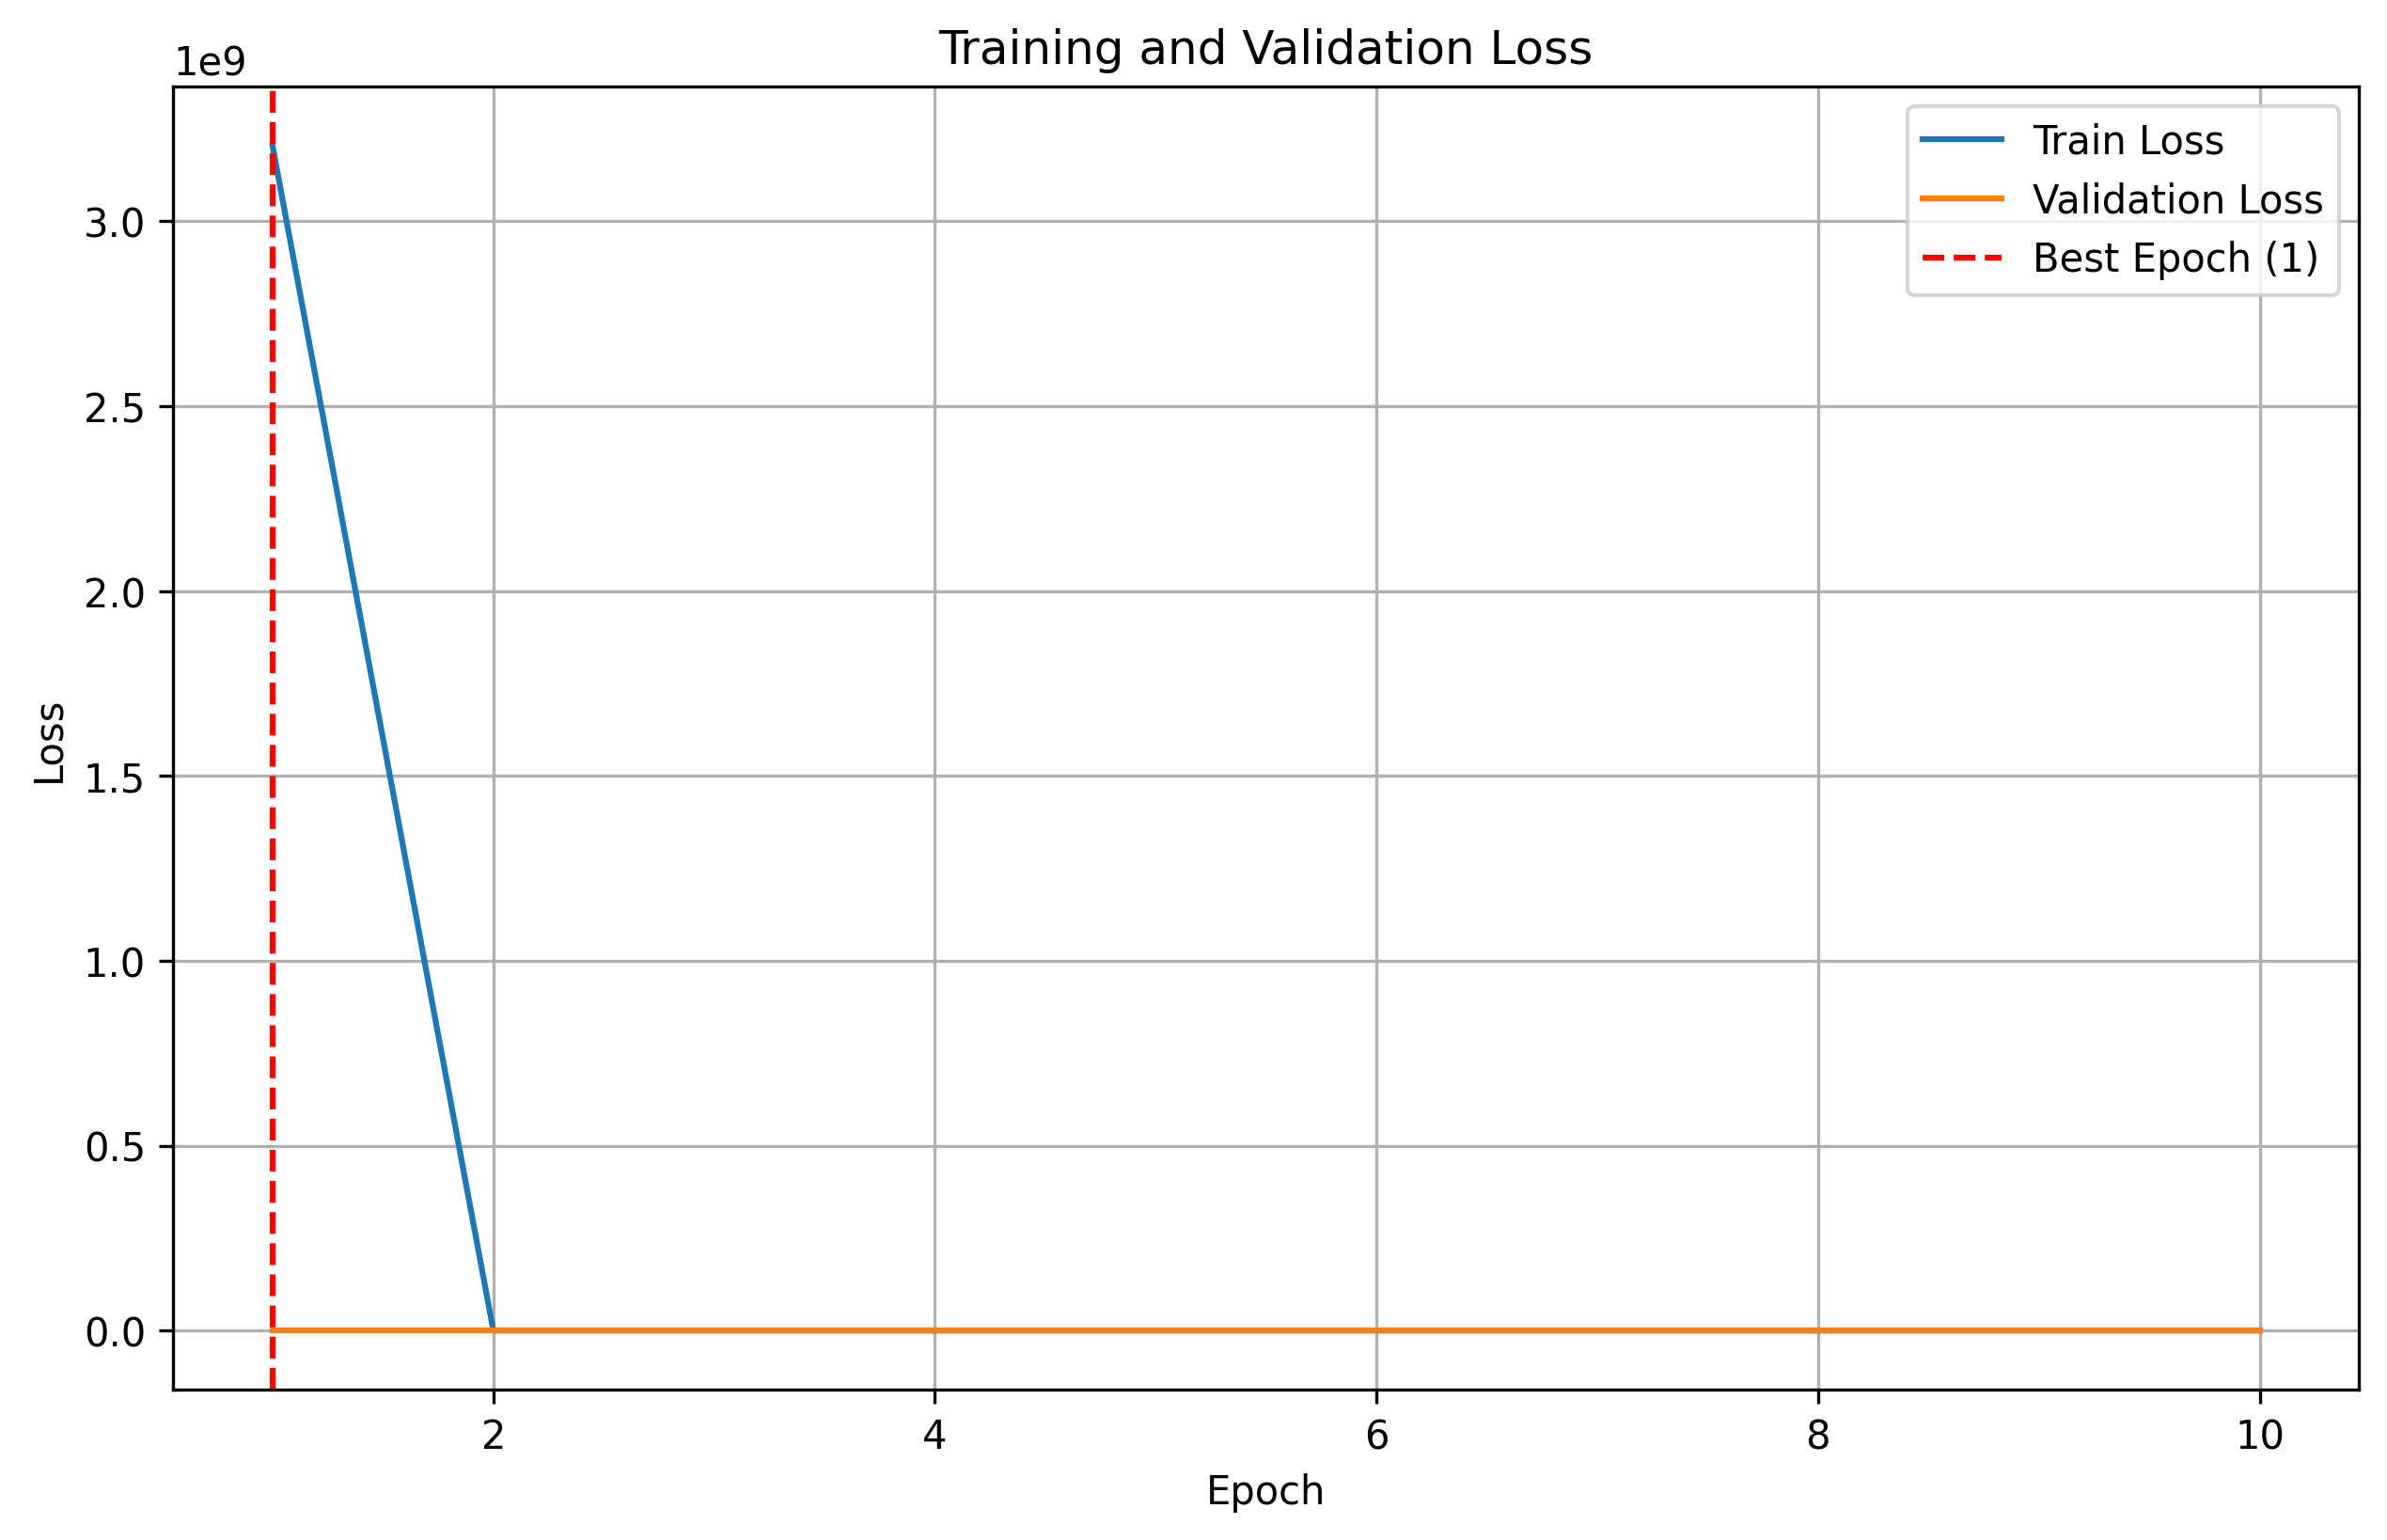 Training and Validation Loss
1e9
Train Loss
Validation Loss
Best Epoch (1)
3.0
2.5
2.0
1.5
1.0
0.5
0.0
Loss
2 4 6 8 10
Epoch